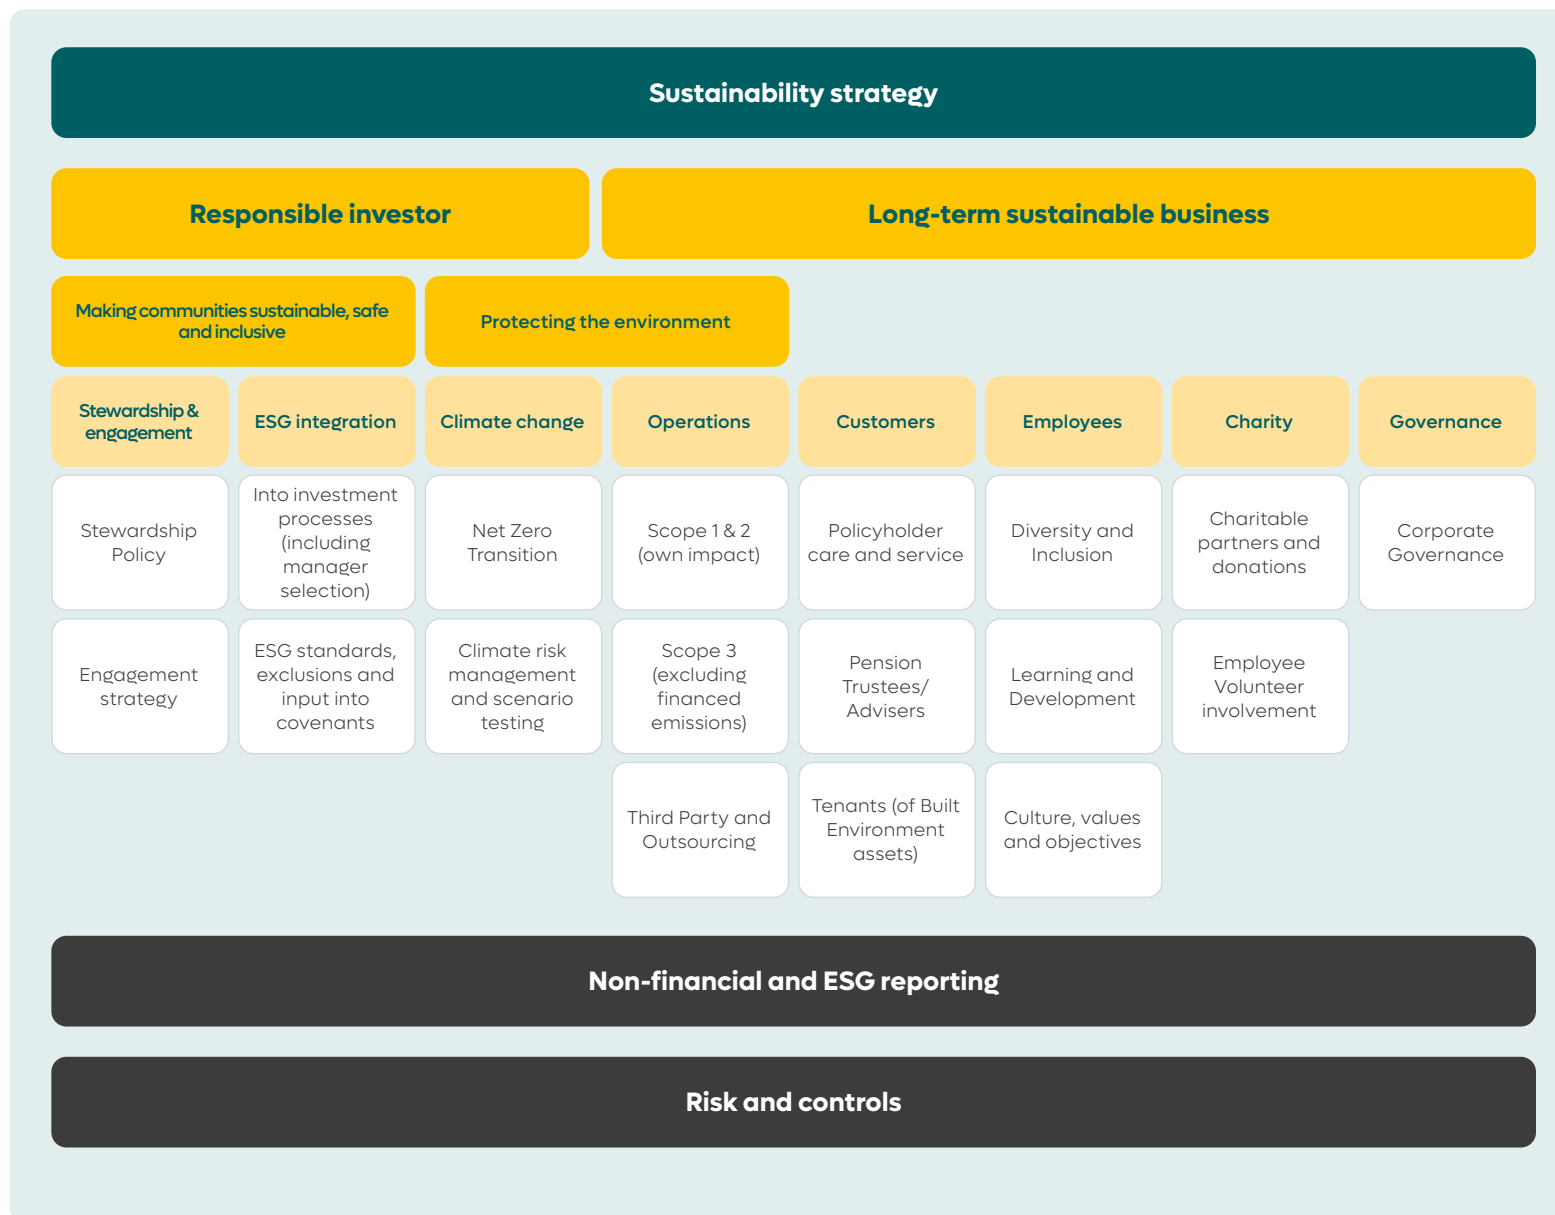 Sustainability strategy
Responsible investor
Long-term sustainable business
Making communities sustainable, safe
and inclusive
Protecting the environment
Stewardship &
engagement
ESG integration
Climate change
Operations
Customers
Employees
Charity
Governance
Stewardship
Policy
Into investment
processes
(including
manager
selection)
Net Zero
Transition
Scope 1 & 2
(own impact)
Policyholder
care and service
Diversity and
Inclusion
Charitable
partners and
donations
Corporate
Governance
Engagement
strategy
ESG standards,
exclusions and
input into
covenants
Climate risk
management
and scenario
testing
Scope 3
(excluding
financed
emissions)
Pension
Trustees/
Advisers
Learning and
Development
Employee
Volunteer
involvement
Third Party and
Outsourcing
Tenants (of Built
Environment
assets)
Culture, values
and objectives
Non-financial and ESG reporting
Risk and controls